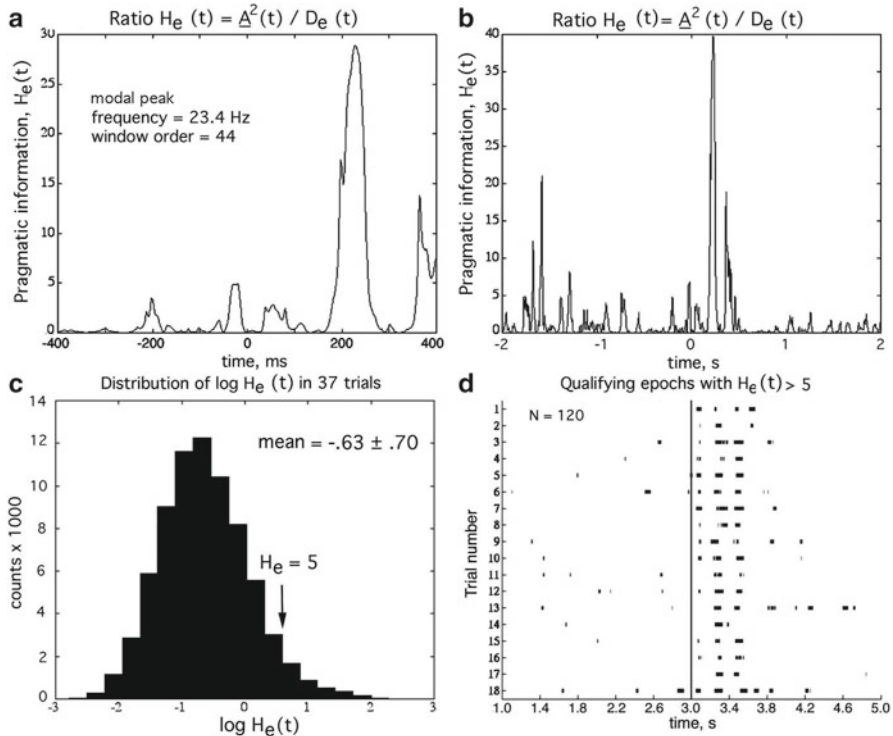 a
Ratio He (t) = A²(t) / De (t)
Pragmatic information, He(t)
30
25
20
15
10
5
0
modal peak
frequency = 23.4 Hz
window order = 44
-400 -200 0 200 400
time, ms
b
Ratio He (t) = A²(t) / De (t)
Pragmatic information, He(t)
40
35
30
25
20
15
10
5
0
-2 -1 0 1 2
time, s
c
Distribution of log He (t) in 37 trials
counts x 1000
14
12
10
8
6
4
2
0
mean = -.63 ± .70
He = 5
-3 -2 -1 0 1 2 3
log He(t)
d
Qualifying epochs with He(t) > 5
N = 120
Trial number
1
2
3
4
5
6
7
8
9
10
11
12
13
14
15
16
17
18
1.0 1.4 1.8 2.2 2.6 3.0 3.4 3.8 4.2 4.6 5.0
time, s